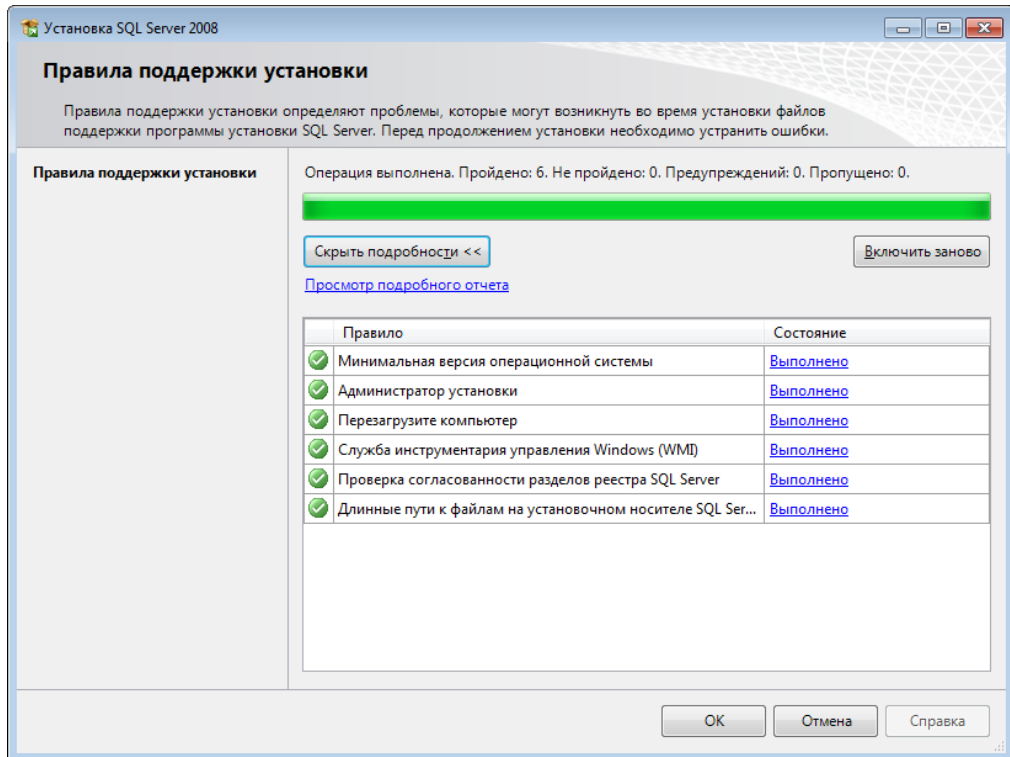 Установка SQL Server 2008
Правила поддержки установки
Правила поддержки установки определяют проблемы, которые могут возникнуть во время установки файлов
поддержки программы установки SQL Server. Перед продолжением установки необходимо устранить ошибки.
Правила поддержки установки
Операция выполнена. Пройдено: 6. Не пройдено: 0. Предупреждений: 0. Пропущено: 0.
Скрыть подробности <<
Включить заново
Просмотр подробного отчета
Правило Состояние
Минимальная версия операционной системы Выполнено
Администратор установки Выполнено
Перезагрузите компьютер Выполнено
Служба инструментария управления Windows (WMI) Выполнено
Проверка согласованности разделов реестра SQL Server Выполнено
Длинные пути к файлам на установочном носителе SQL Ser... Выполнено
ОК Отмена Справка